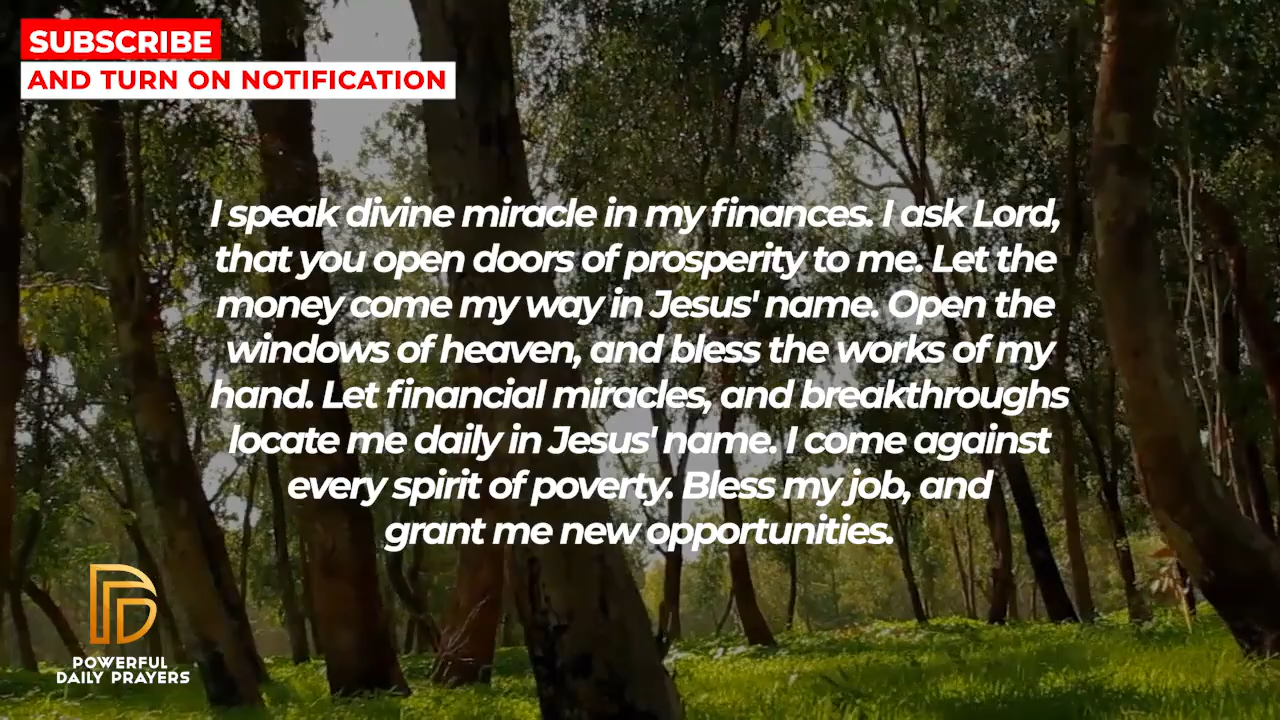 SUBSCRIBE
AND TURN ON NOTIFICATION
I speak divine miracle in my finances. I ask Lord,
that you open doors of prosperity to me. Let the
money come my way in Jesus' name. Open the
windows of heaven, and bless the works of my
hand. Let financial miracles, and breakthroughs
locate me daily in Jesus' name. I come against
every spirit of poverty. Bless my job, and
grant me new opportunities.
POWERFUL
DAILY PRAYERS